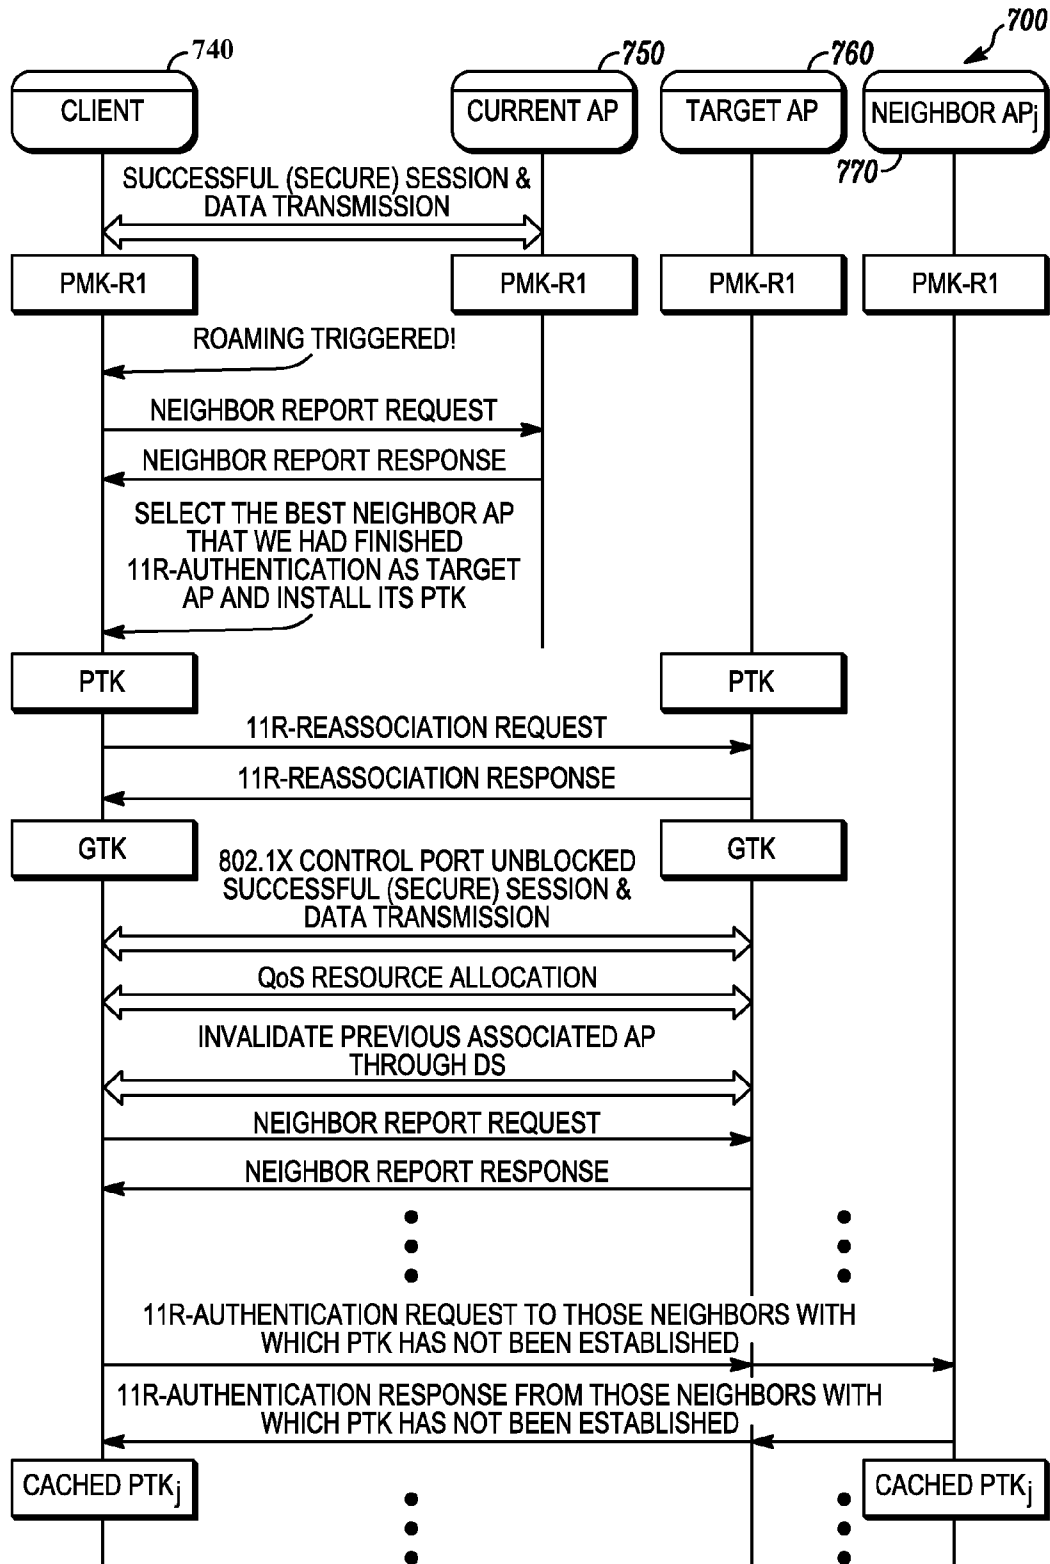 700
740
750
760
CLIENT
CURRENT AP
TARGET AP
NEIGHBOR APj
770
SUCCESSFUL (SECURE) SESSION &
DATA TRANSMISSION
PMK-R1
PMK-R1
PMK-R1
PMK-R1
ROAMING TRIGGERED!
NEIGHBOR REPORT REQUEST
NEIGHBOR REPORT RESPONSE
SELECT THE BEST NEIGHBOR AP
THAT WE HAD FINISHED
11R-AUTHENTICATION AS TARGET
AP AND INSTALL ITS PTK
PTK
PTK
11R-REASSOCIATION REQUEST
11R-REASSOCIATION RESPONSE
GTK
GTK
802.1X CONTROL PORT UNBLOCKED
SUCCESSFUL (SECURE) SESSION &
DATA TRANSMISSION
QoS RESOURCE ALLOCATION
INVALIDATE PREVIOUS ASSOCIATED AP
THROUGH DS
NEIGHBOR REPORT REQUEST
NEIGHBOR REPORT RESPONSE
11R-AUTHENTICATION REQUEST TO THOSE NEIGHBORS WITH
WHICH PTK HAS NOT BEEN ESTABLISHED
11R-AUTHENTICATION RESPONSE FROM THOSE NEIGHBORS WITH
WHICH PTK HAS NOT BEEN ESTABLISHED
CACHED PTKj
CACHED PTKj